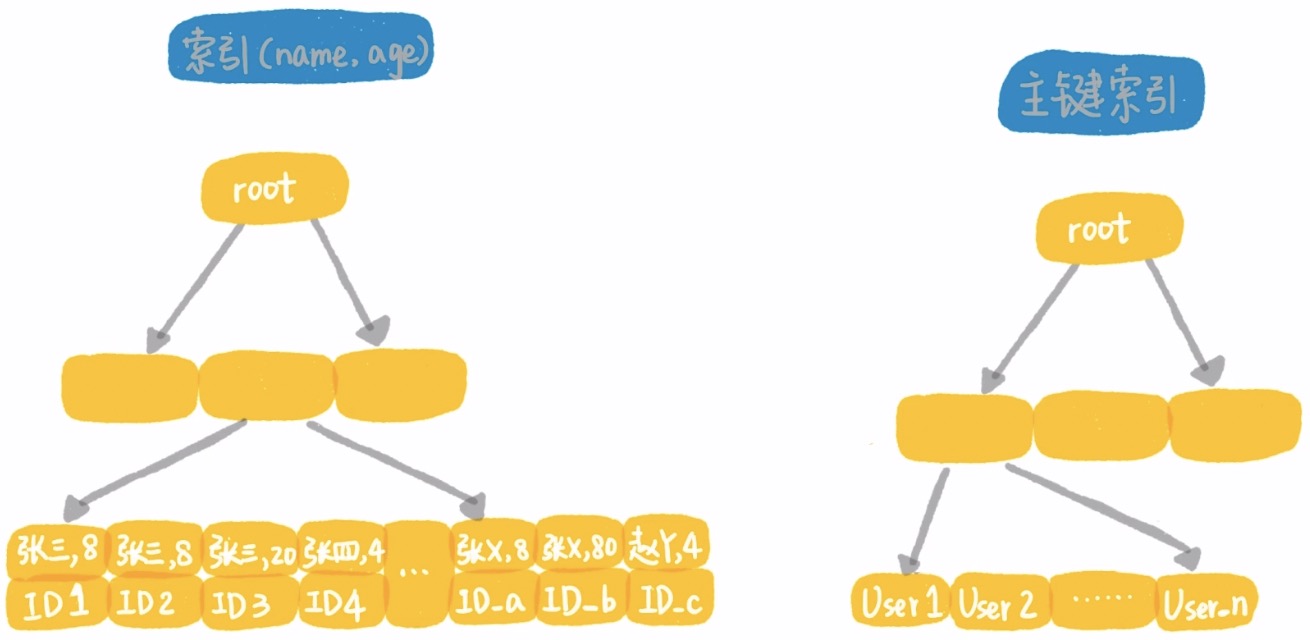 索引(name, age)
主键索引
root
root
张三,8 张三,8 张三,20 张四,4 ... 张X,8 张X,80 赵丫,4
ID1 ID2 ID3 ID4 ID_a ID_b ID_c
User1 User2 ...... User_n